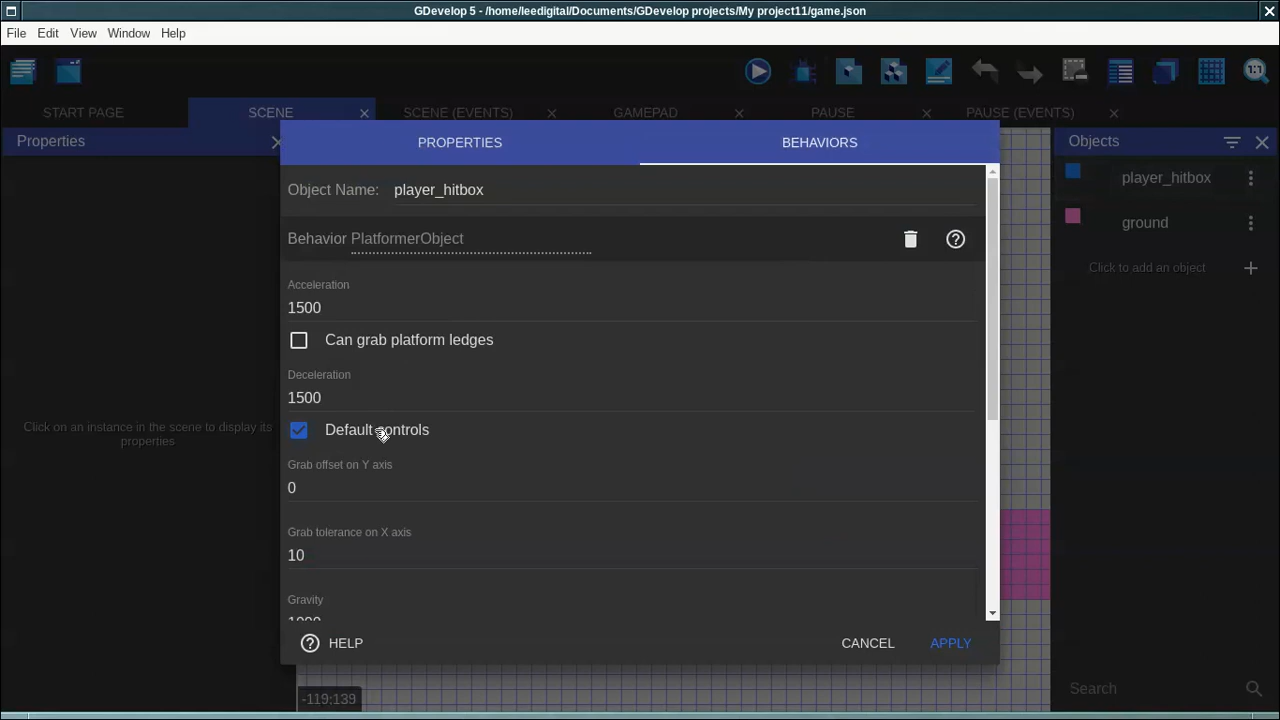 GDevelop 5 - /home/leedigital/Documents/GDevelop projects/My project11/game.json
File Edit View Window Help
1:1
START PAGE SCENE SCENE (EVENTS) GAMEPAD PAUSE PAUSE (EVENTS)
Properties
Click on an instance in the scene to display its
properties
PROPERTIES BEHAVIORS
Object Name: player_hitbox
Behavior PlatformerObject
Acceleration
1500
Can grab platform ledges
Deceleration
1500
Default controls
Grab offset on Y axis
0
Grab tolerance on X axis
10
Gravity
HELP CANCEL APPLY
-119;139
Objects
player_hitbox
ground
Click to add an object
Search